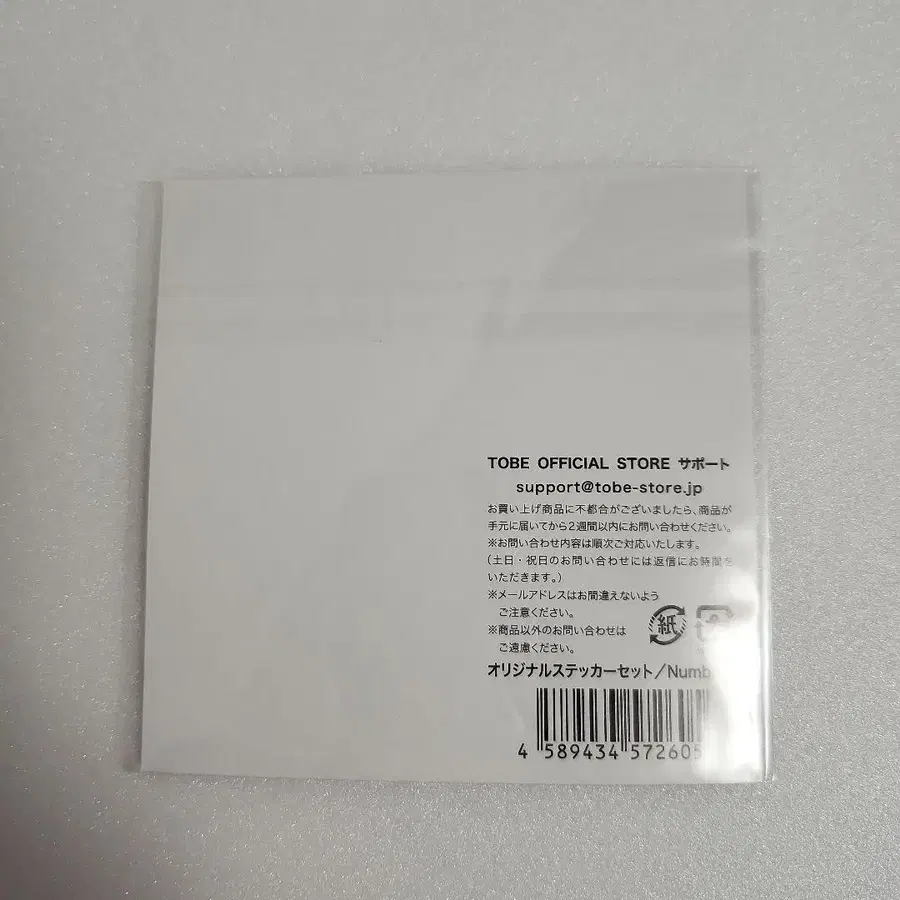 TOBE OFFICIAL STORE サポート
support@tobe-store.jp
お買い上げ商品に不都合がございましたら、商品が
手元に届いてから2週間以内にお問い合わせください。
※お問い合わせ内容は順次ご対応いたします。
(土日・祝日のお問い合わせには返信にお時間を
いただきます。)
※メールアドレスはお間違えないよう
ご注意ください。
※商品以外のお問い合わせは
ご遠慮ください。
紙
オリジナルステッカーセット/Numb
4 589434 572605